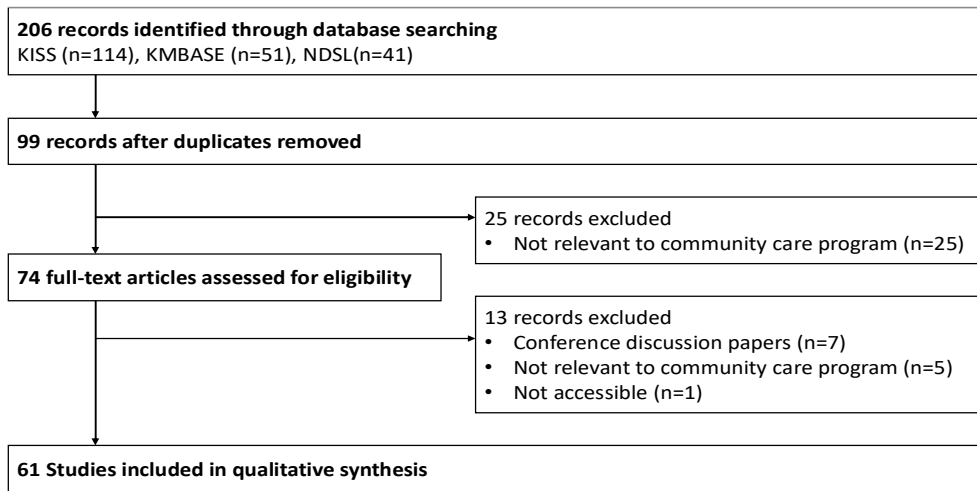 206 records identified through database searching
KISS (n=114), KMBASE (n=51), NDSL(n=41)
99 records after duplicates removed
25 records excluded
• Not relevant to community care program (n=25)
74 full-text articles assessed for eligibility
13 records excluded
• Conference discussion papers (n=7)
• Not relevant to community care program (n=5)
• Not accessible (n=1)
61 Studies included in qualitative synthesis